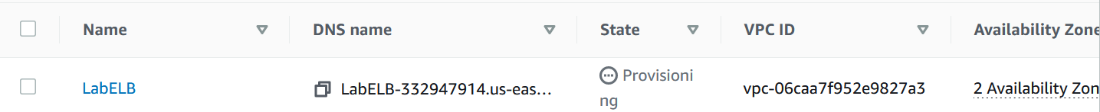 Name DNS name State VPC ID Availability Zone
LabELB LabELB-332947914.us-eas... Provisioni vpc-06caa7f952e9827a3 2 Availability Zon
ng